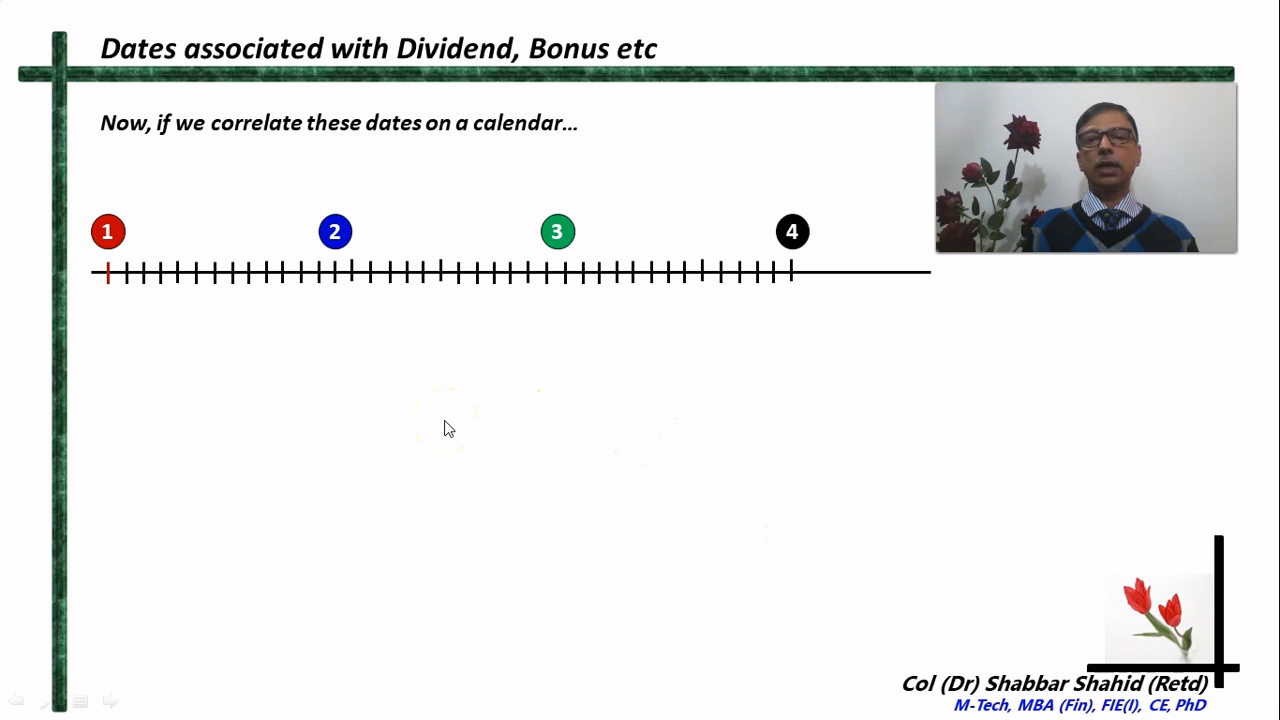 Dates associated with Dividend, Bonus etc
Now, if we correlate these dates on a calendar...
1 2 3 4
Col (Dr) Shabbar Shahid (Retd)
M-Tech, MBA (Fin), FIE(I), CE, PhD